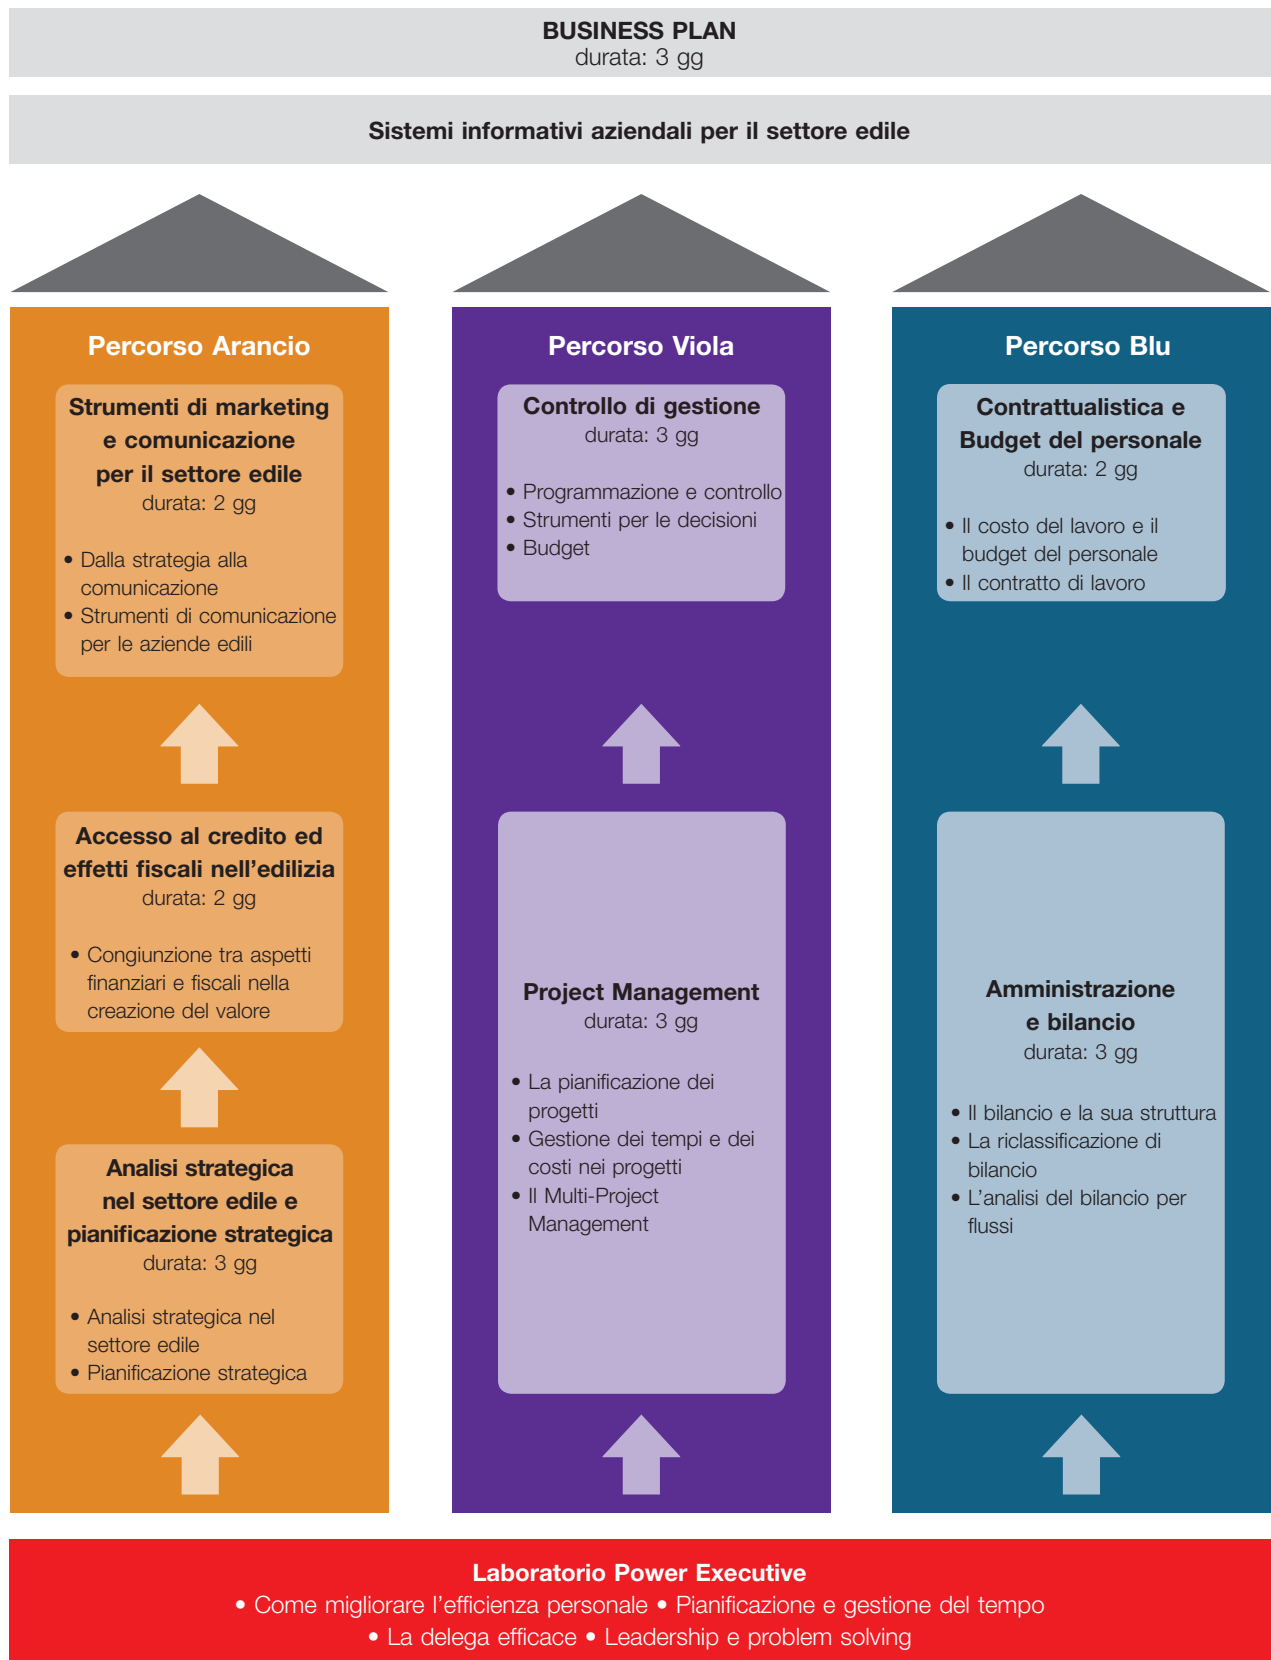 BUSINESS PLAN
durata: 3 gg
Sistemi informativi aziendali per il settore edile
Percorso Arancio
Strumenti di marketing
e comunicazione
per il settore edile
durata: 2 gg
• Dalla strategia alla
comunicazione
• Strumenti di comunicazione
per le aziende edili
Accesso al credito ed
effetti fiscali nell'edilizia
durata: 2 gg
• Congiunzione tra aspetti
finanziari e fiscali nella
creazione del valore
Analisi strategica
nel settore edile e
pianificazione strategica
durata: 3 gg
• Analisi strategica nel
settore edile
• Pianificazione strategica
Percorso Viola
Controllo di gestione
durata: 3 gg
• Programmazione e controllo
• Strumenti per le decisioni
• Budget
Project Management
durata: 3 gg
• La pianificazione dei
progetti
• Gestione dei tempi e dei
costi nei progetti
• Il Multi-Project
Management
Percorso Blu
Contrattualistica e
Budget del personale
durata: 2 gg
• Il costo del lavoro e il
budget del personale
• Il contratto di lavoro
Amministrazione
e bilancio
durata: 3 gg
• Il bilancio e la sua struttura
• La riclassificazione di
bilancio
• L'analisi del bilancio per
flussi
Laboratorio Power Executive
• Come migliorare l'efficienza personale • Pianificazione e gestione del tempo
• La delega efficace • Leadership e problem solving